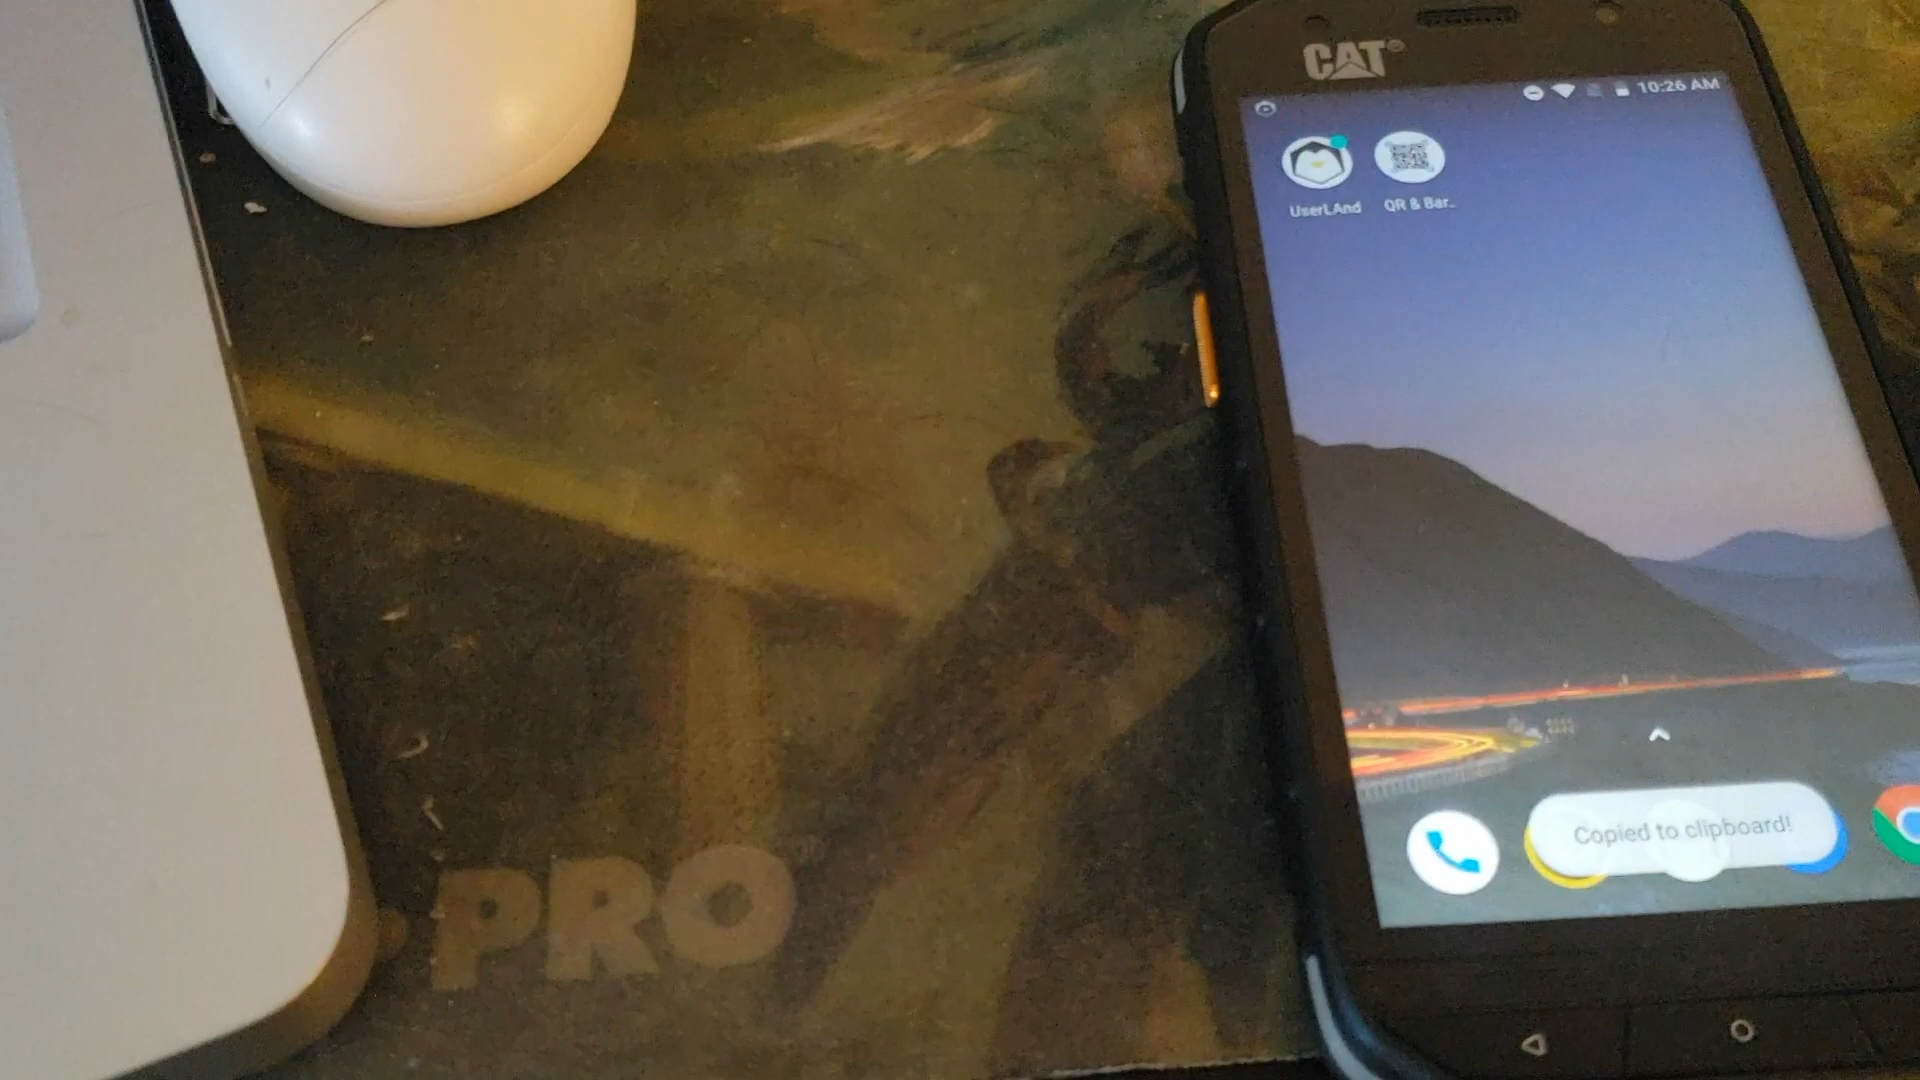 CAT®
10:26 AM
UserLAnd
QR & Bar..
Copied to clipboard!
PRO